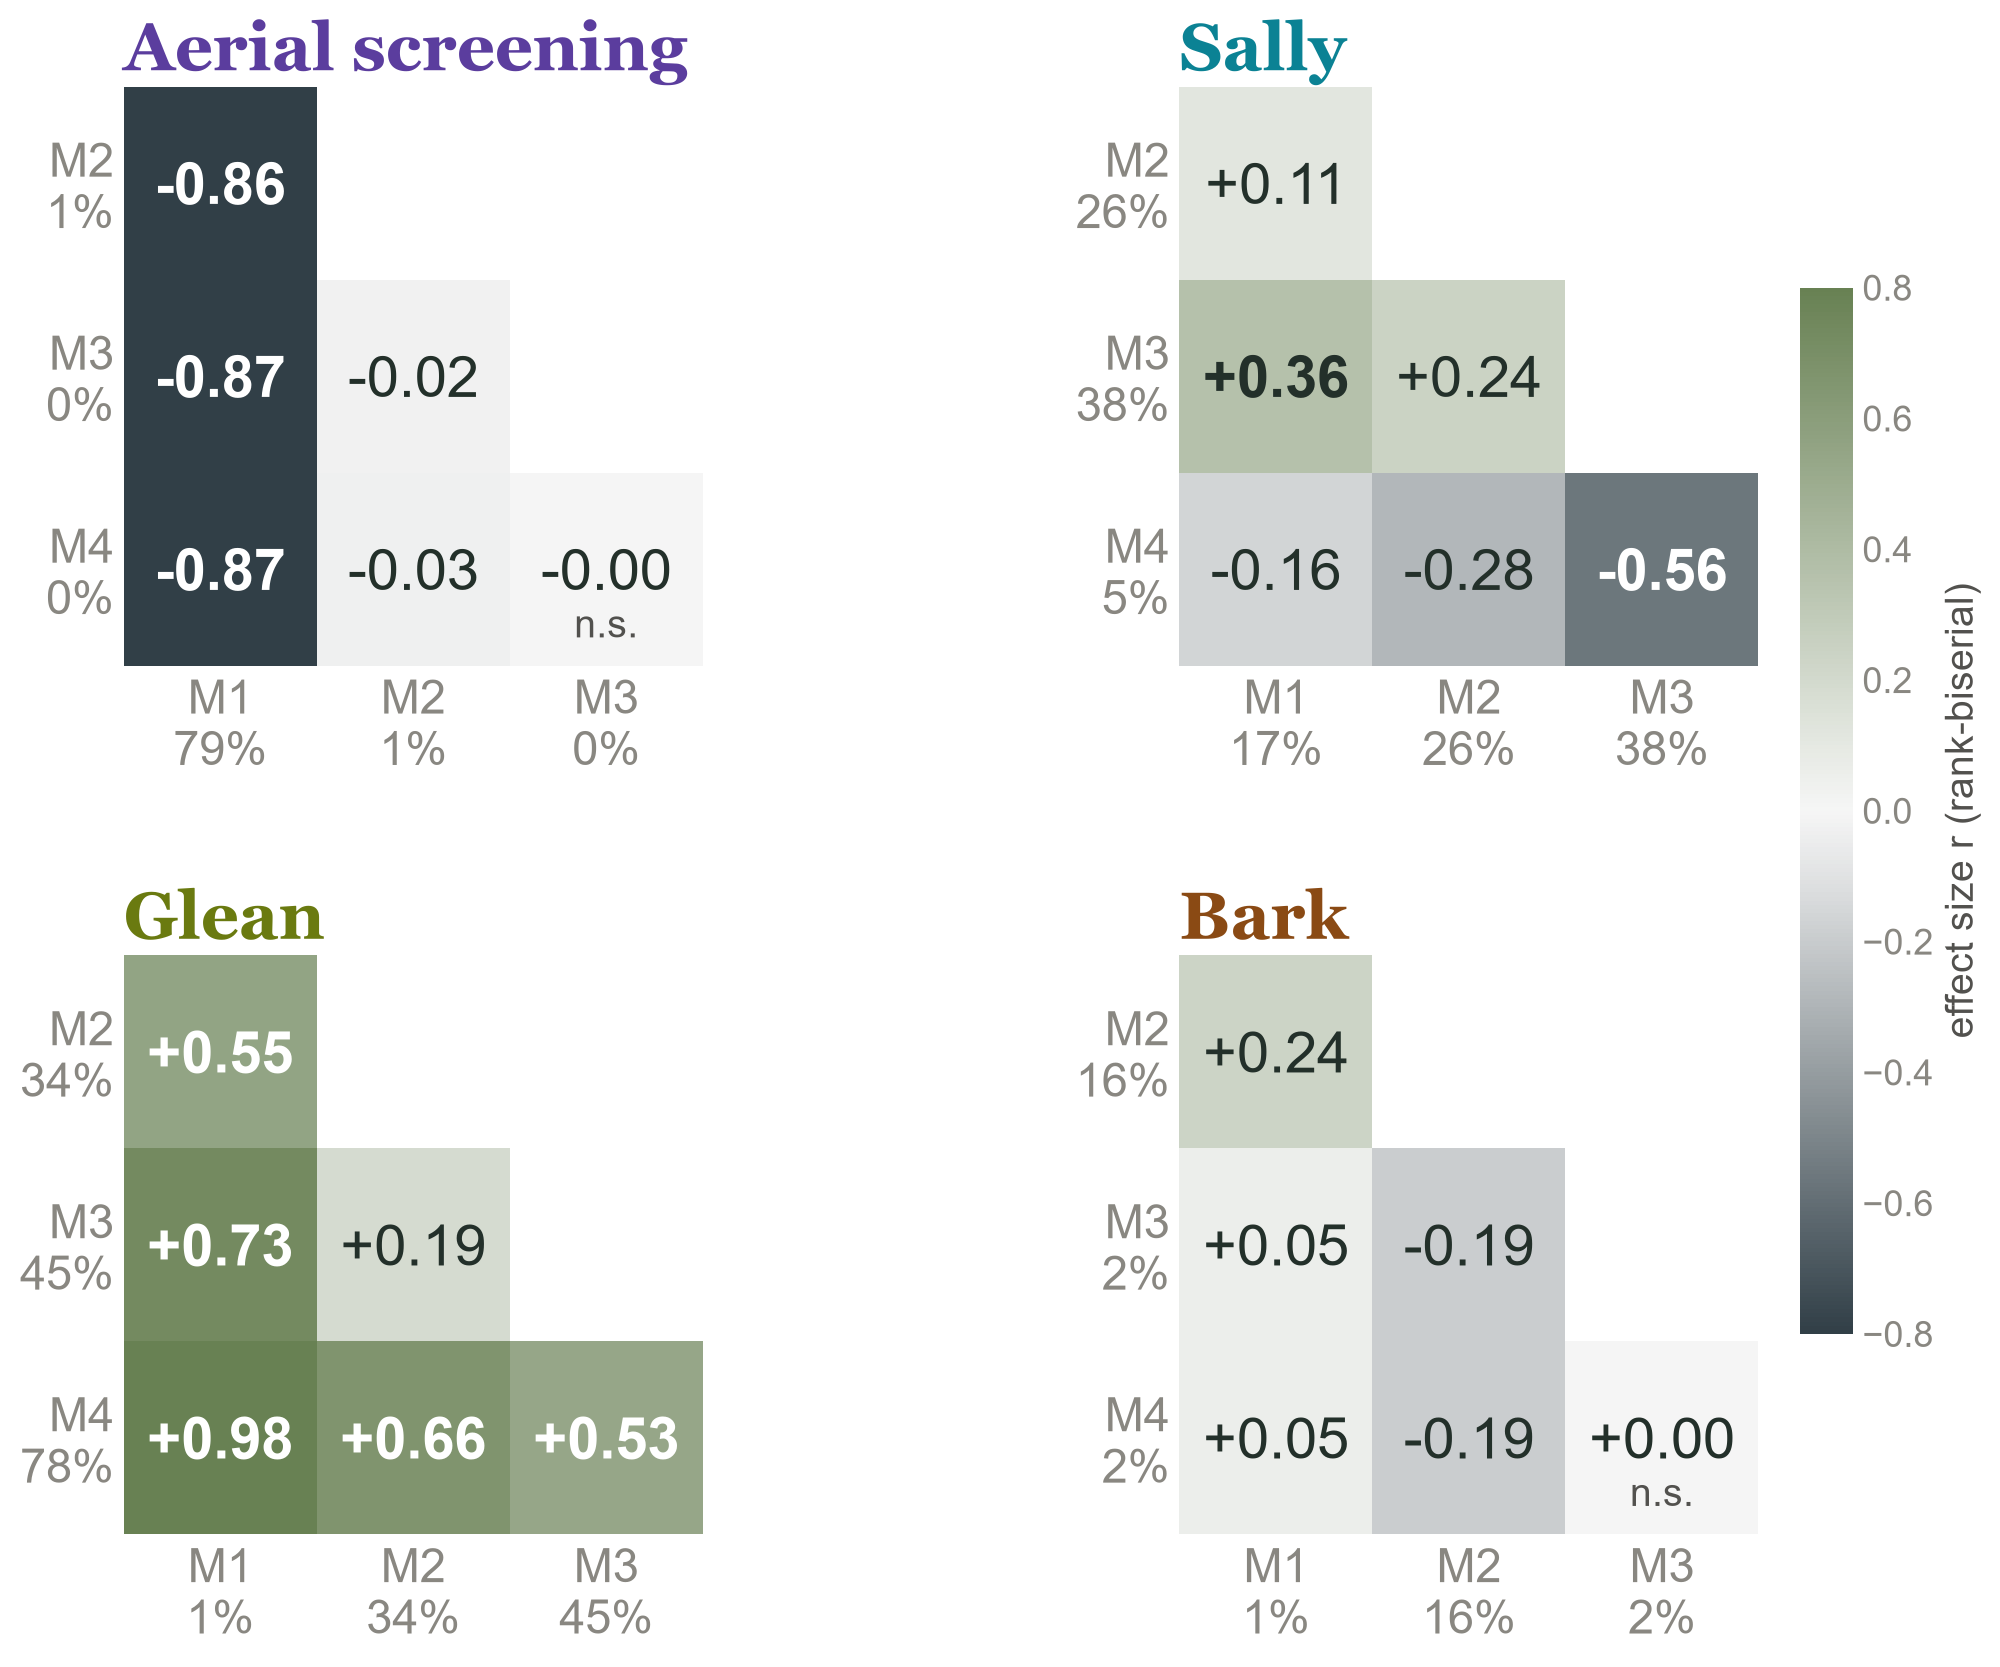 Aerial screening
M2
1%
-0.86
M3
0%
-0.87
-0.02
M4
0%
-0.87
-0.03
-0.00
n.s.
M1
79%
M2
1%
M3
0%
Sally
M2
26%
+0.11
M3
38%
+0.36
+0.24
M4
5%
-0.16
-0.28
-0.56
M1
17%
M2
26%
M3
38%
Glean
M2
34%
+0.55
M3
45%
+0.73
+0.19
M4
78%
+0.98
+0.66
+0.53
M1
1%
M2
34%
M3
45%
Bark
M2
16%
+0.24
M3
2%
+0.05
-0.19
M4
2%
+0.05
-0.19
+0.00
n.s.
M1
1%
M2
16%
M3
2%
0.8
0.6
0.4
0.2
0.0
−0.2
−0.4
−0.6
−0.8
effect size r (rank-biserial)